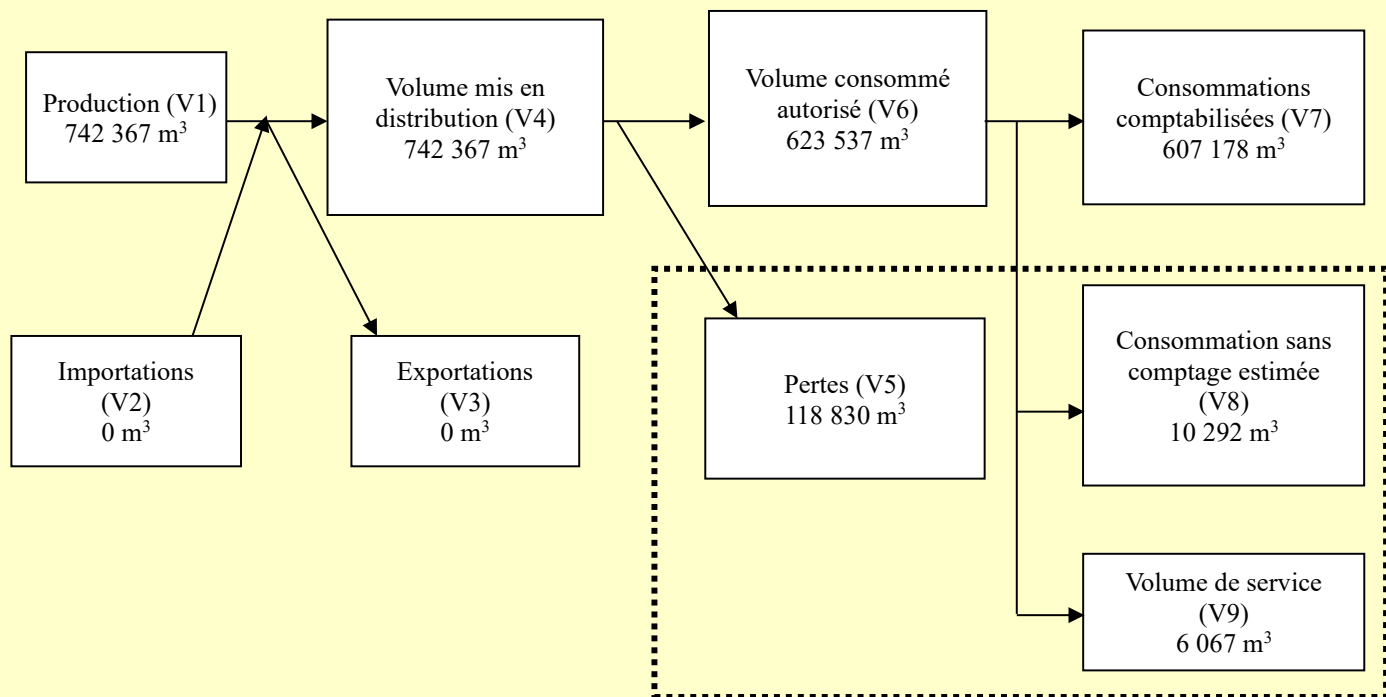 Production (V1)
742 367 m³
Volume mis en
distribution (V4)
742 367 m³
Volume consommé
autorisé (V6)
623 537 m³
Consommations
comptabilisées (V7)
607 178 m³
Importations
(V2)
0 m³
Exportations
(V3)
0 m³
Pertes (V5)
118 830 m³
Consommation sans
comptage estimée
(V8)
10 292 m³
Volume de service
(V9)
6 067 m³